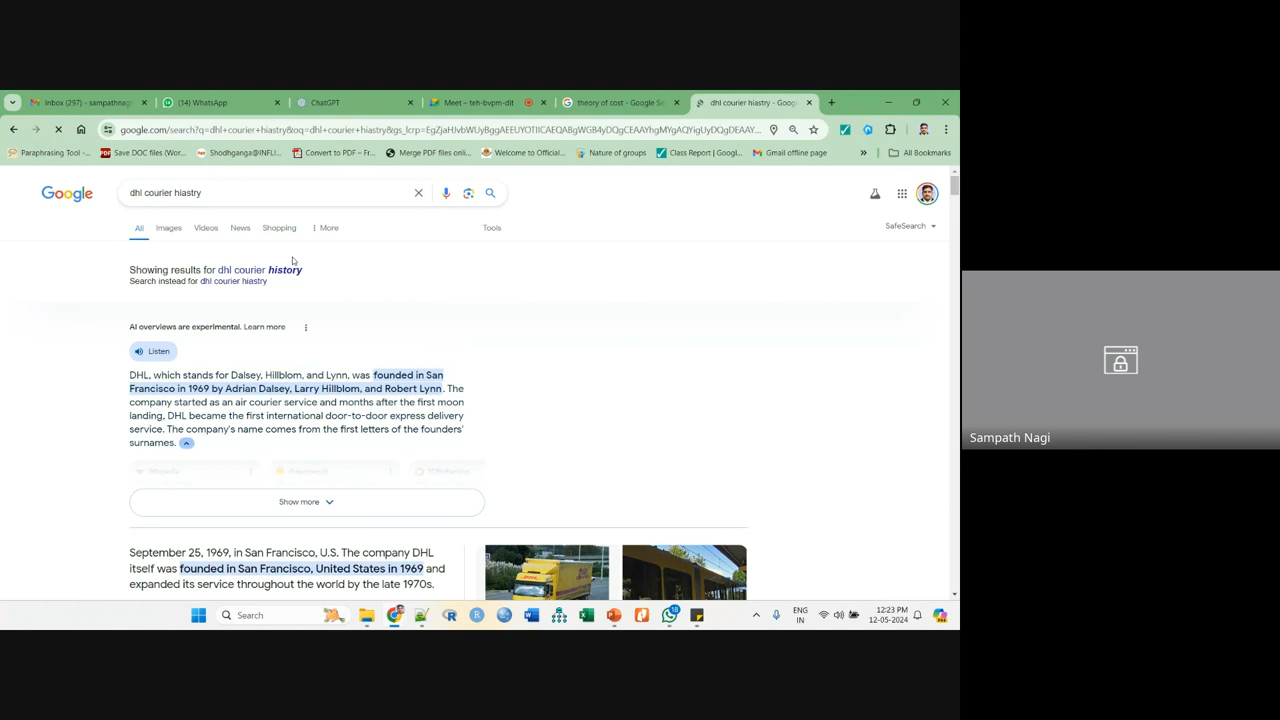 Inbox (297) - sampathnag
(14) WhatsApp
ChatGPT
Meet – teh-bvpm-dit
theory of cost - Google Se
dhl courier hiastry - Goog
google.com/search?q=dhl+courier+hiastry&oq=dhl+courier+hiastry&gs_lcrp=
Paraphrasing Tool -...
Save DOC files (Wor...
Shodhganga@INFLI...
Convert to PDF – Fr...
Merge PDF files onli...
Welcome to Official...
Nature of groups
Class Report | Googl...
Gmail offline page
»
All Bookmarks
Google
dhl courier hiastry
All
Images
Videos
News
Shopping
More
Tools
SafeSearch
Showing results for dhl courier history
Search instead for dhl courier hiastry
AI overviews are experimental. Learn more
Listen
DHL, which stands for Dalsey, Hillblom, and Lynn, was founded in San
Francisco in 1969 by Adrian Dalsey, Larry Hillblom, and Robert Lynn. The
company started as an air courier service and months after the first moon
landing, DHL became the first international door-to-door express delivery
service. The company's name comes from the first letters of the founders'
surnames.
Show more
September 25, 1969, in San Francisco, U.S. The company DHL
itself was founded in San Francisco, United States in 1969 and
expanded its service throughout the world by the late 1970s.
Sampath Nagi
Search
18
ENG
IN
12:23 PM
12-05-2024